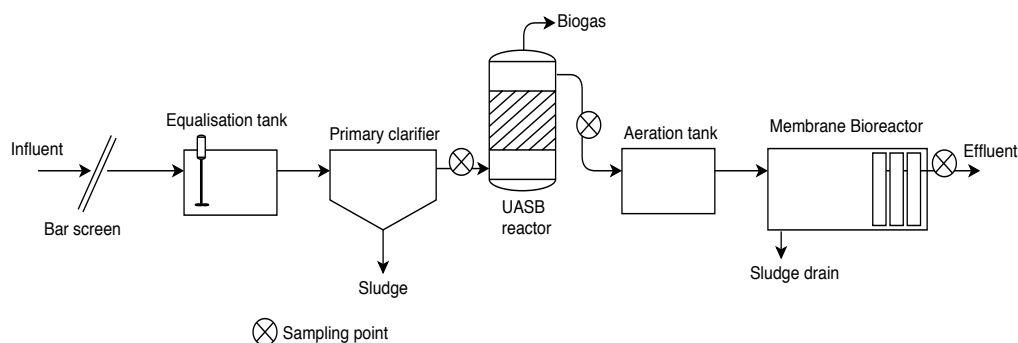 Biogas
Equalisation tank
Primary clarifier
Aeration tank
Membrane Bioreactor
Influent
Effluent
Bar screen
UASB
reactor
Sludge
Sludge drain
Sampling point